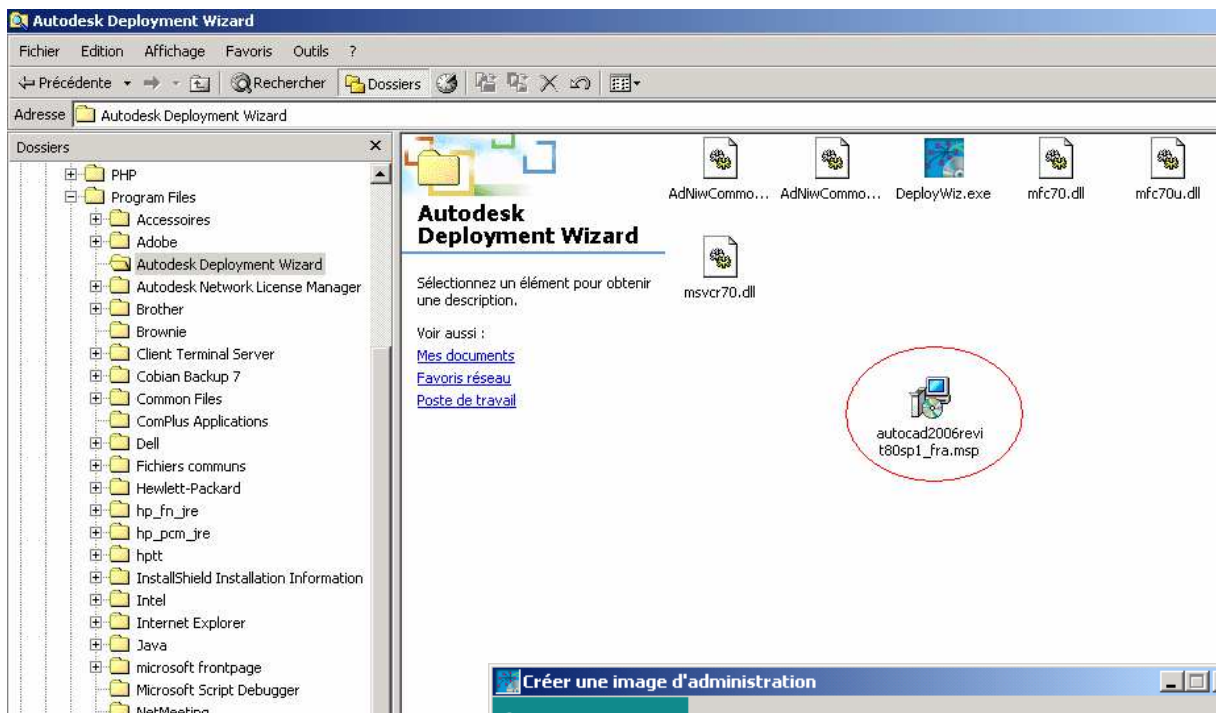 Autodesk Deployment Wizard
Fichier Edition Affichage Favoris Outils ?
Précédente Rechercher Dossiers
Adresse Autodesk Deployment Wizard
Dossiers
PHP
Program Files
Accessoires
Adobe
Autodesk Deployment Wizard
Autodesk Network License Manager
Brother
Brownie
Client Terminal Server
Cobian Backup 7
Common Files
ComPlus Applications
Dell
Fichiers communs
Hewlett-Packard
hp_fn_jre
hp_pcm_jre
hptt
InstallShield Installation Information
Intel
Internet Explorer
Java
microsoft frontpage
Microsoft Script Debugger
NetMeeting
Autodesk
Deployment Wizard
Sélectionnez un élément pour obtenir
une description.
Voir aussi :
Mes documents
Favoris réseau
Poste de travail
AdNiwCommo... AdNiwCommo... DeployWiz.exe mfc70.dll mfc70u.dll
msvcr70.dll
autocad2006revi
t80sp1_fra.msp
Créer une image d'administration